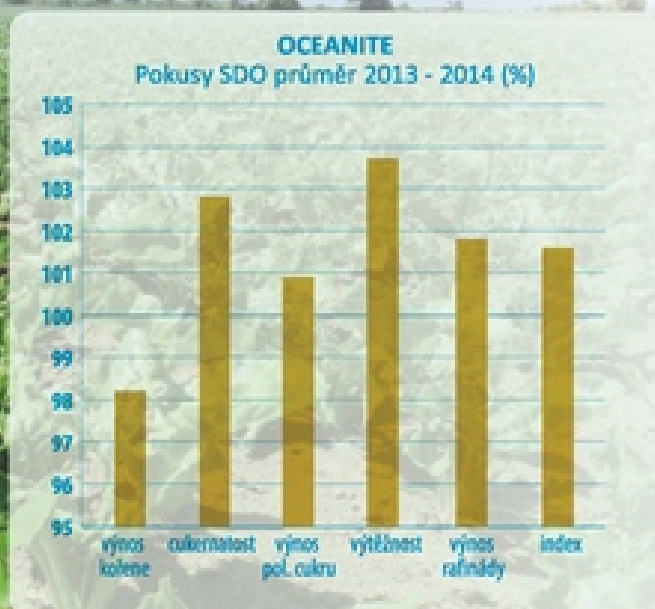 OCEANITE
Pokusy SDO průměr 2013 - 2014 (%)
105
104
103
102
101
100
99
98
97
96
95
výnos kořene
cukernatost
výnos pol. cukru
výtěžnost
výnos rafinády
index